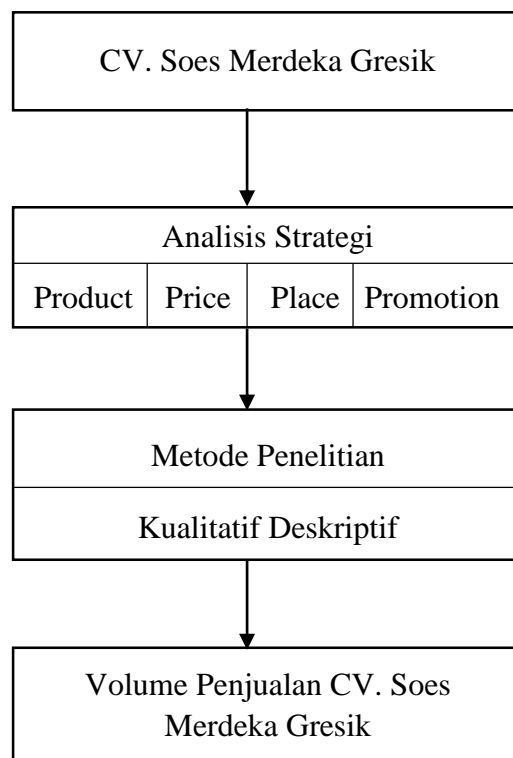 CV. Soes Merdeka Gresik
Analisis Strategi
Product Price Place Promotion
Metode Penelitian
Kualitatif Deskriptif
Volume Penjualan CV. Soes
Merdeka Gresik